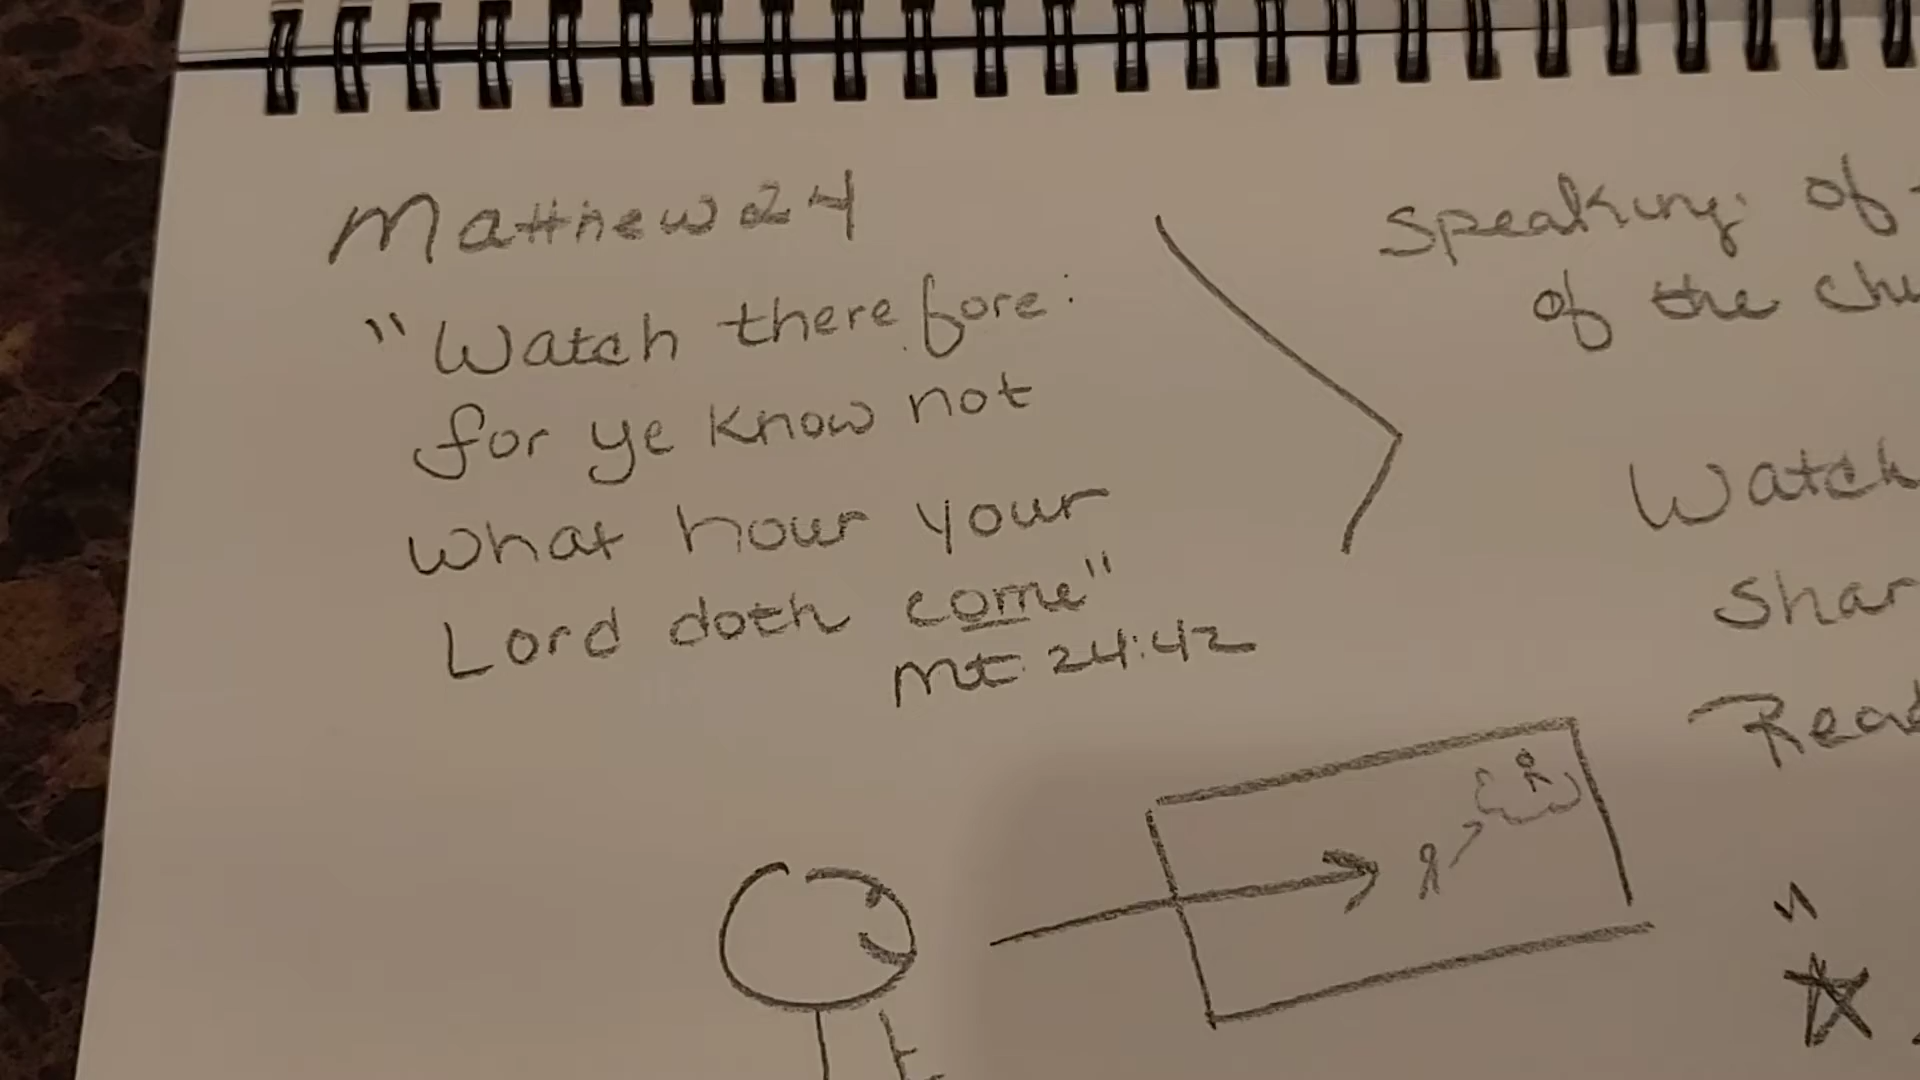 Matthew 24
"Watch therefore:
for ye know not
what hour your
Lord doth come"
Mt 24:42
Speaking of
of the
Watch